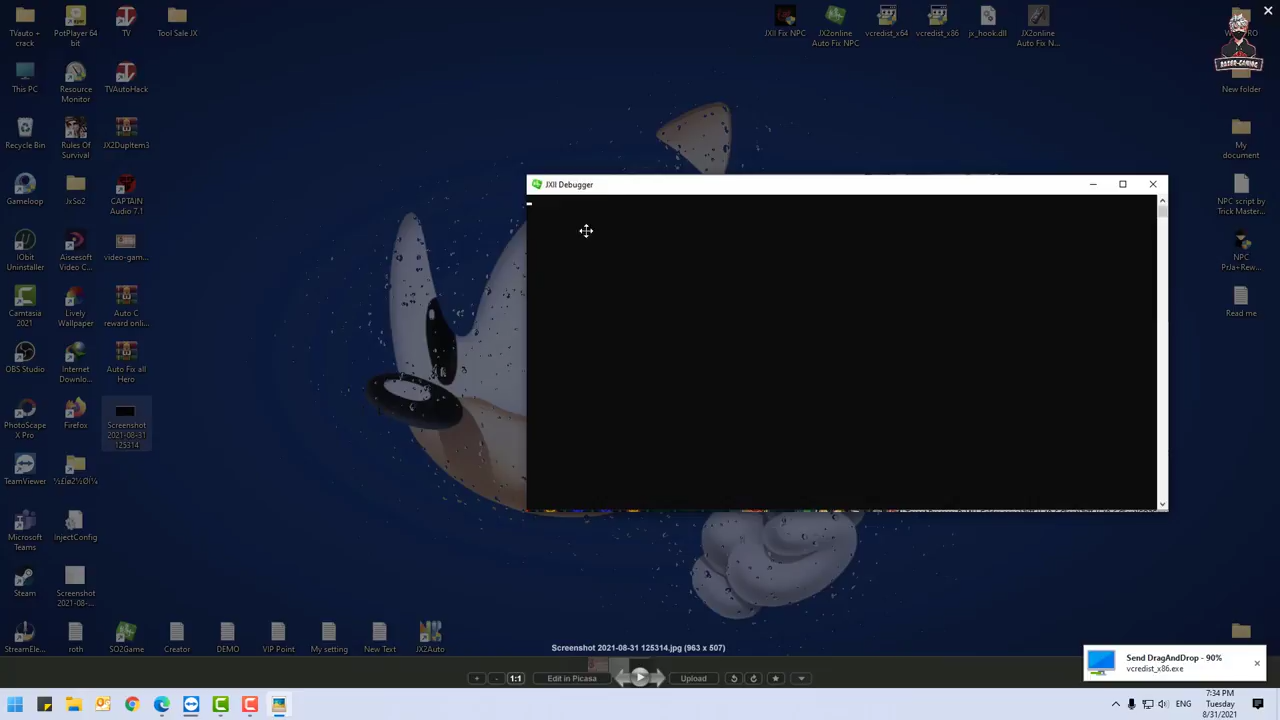 TVauto +
crack
PotPlayer 64
bit
TV
Tool Sale JX
JXII Fix NPC
JX2online
Auto Fix NPC
vcredist_x64
vcredist_x86
jx_hook.dll
JX2online
Auto Fix N...
This PC
Resource
Monitor
TVAutoHack
New folder
RAZER-GAMING
Recycle Bin
Rules Of
Survival
JX2DupItem3
My
document
Gameloop
JxSo2
CAPTAIN
Audio 7.1
NPC script by
Trick Master...
JXII Debugger
IObit
Uninstaller
Aiseesoft
Video C...
video-gam...
NPC
PrJa+Rew...
Camtasia
2021
Lively
Wallpaper
Auto C
reward onli...
Read me
OBS Studio
Internet
Downlo...
Auto Fix all
Hero
PhotoScape
X Pro
Firefox
Screenshot
2021-08-31
125314
TeamViewer
Microsoft
Teams
InjectConfig
Steam
Screenshot
2021-08-...
StreamEle...
roth
SO2Game
Creator
DEMO
VIP Point
My setting
New Text
JX2Auto
Screenshot 2021-08-31 125314.jpg (963 x 507)
1:1
Edit in Picasa
Upload
Send DragAndDrop - 90%
vcredist_x86.exe
ENG
7:34 PM
Tuesday
8/31/2021